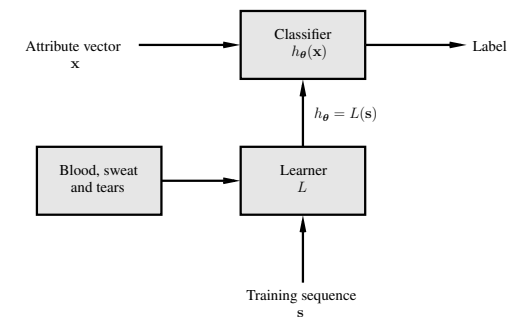 Attribute vector
x
Classifier
h_θ(x)
Label
h_θ = L(s)
Blood, sweat
and tears
Learner
L
Training sequence
s